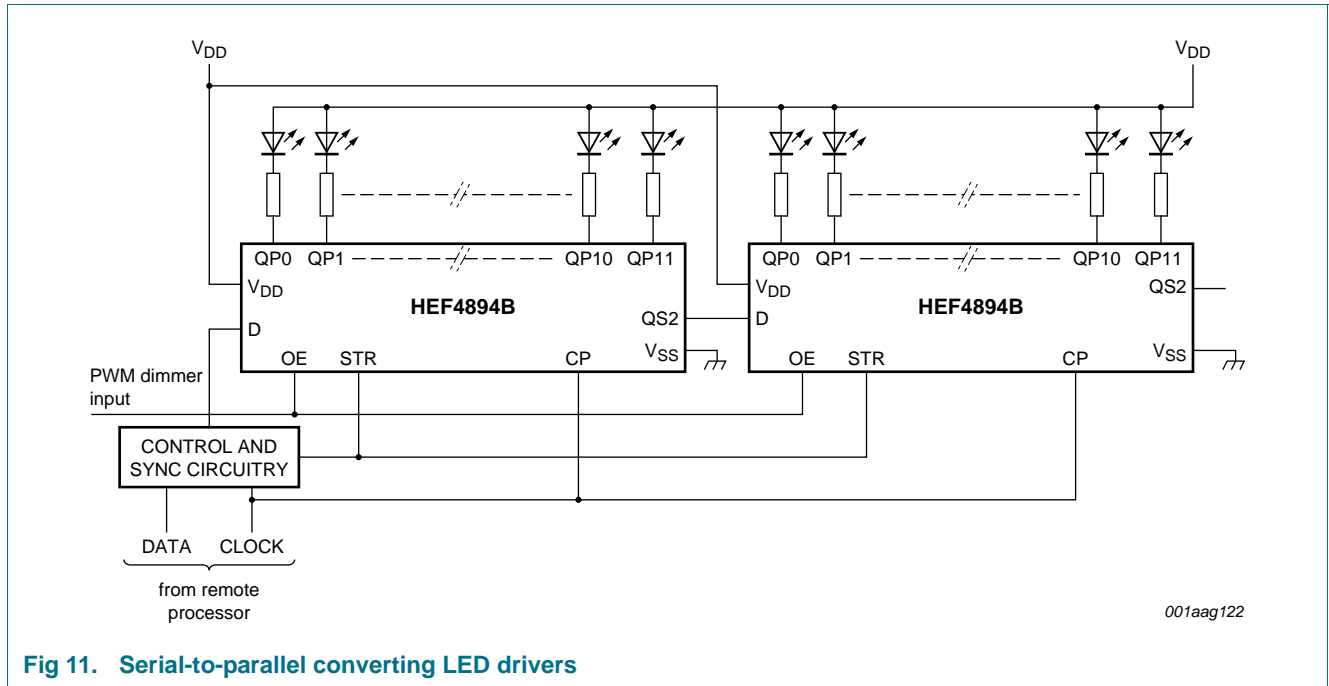 VDD
VDD
QP0 QP1 QP10 QP11
QP0 QP1 QP10 QP11
VDD
HEF4894B
QS2
D
VSS
OE STR CP
VDD
HEF4894B
QS2
D
VSS
OE STR CP
PWM dimmer
input
CONTROL AND
SYNC CIRCUITRY
DATA CLOCK
from remote
processor
001aag122
Fig 11. Serial-to-parallel converting LED drivers